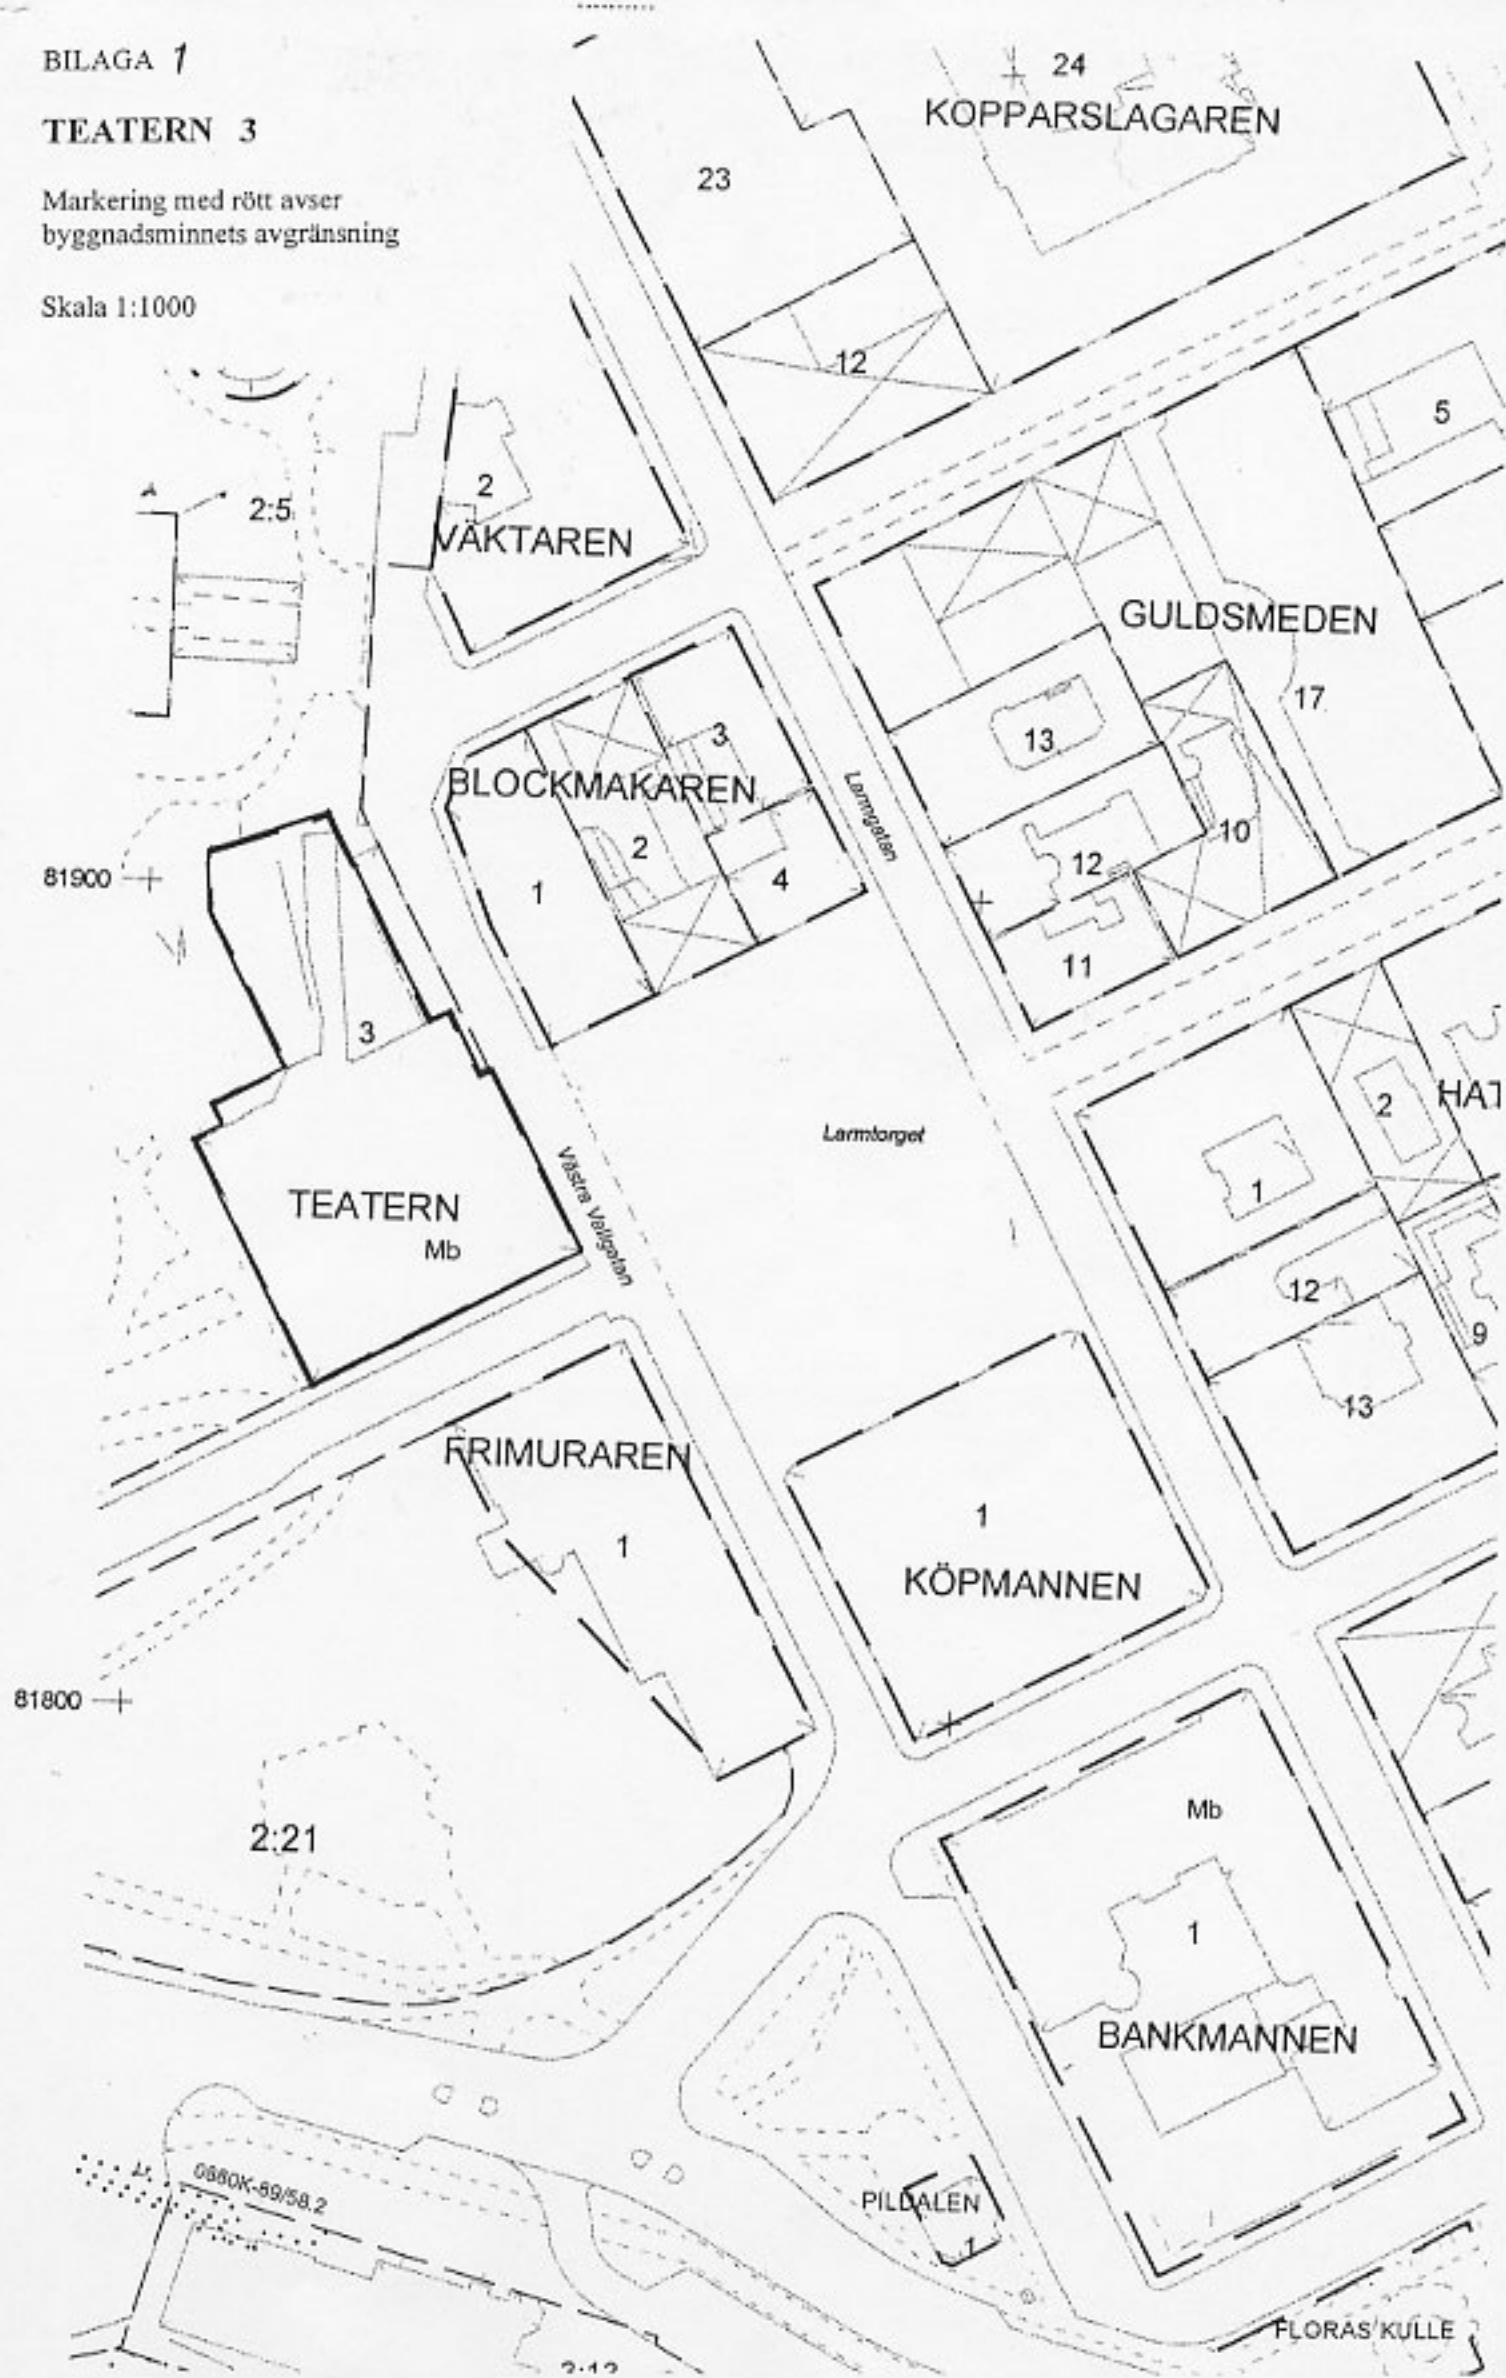 BILAGA 1
TEATERN 3
Markering med rött avser
byggnadsminnets avgränsning
Skala 1:1000
24
KOPPARSLAGAREN
23
12
5
2:5
2
VÄKTAREN
GULDSMEDEN
17
13
3
BLOCKMAKAREN
Larmgatan
10
2
12
81900
1
4
11
3
2
HAT
Larmtorget
TEATERN
Mb
Västra Vallgatan
1
12
9
13
FRIMURAREN
1
1
KÖPMANNEN
81800
Mb
2:21
1
BANKMANNEN
0880K-89/58.2
PILDALEN
1
FLORAS KULLE